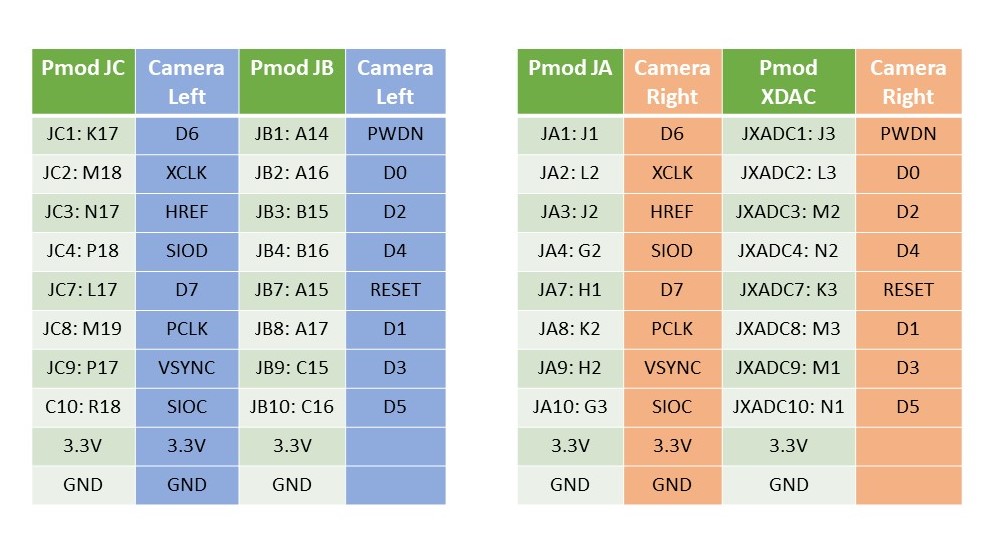 Pmod JC Camera Left Pmod JB Camera Left
JC1: K17 D6 JB1: A14 PWDN
JC2: M18 XCLK JB2: A16 D0
JC3: N17 HREF JB3: B15 D2
JC4: P18 SIOD JB4: B16 D4
JC7: L17 D7 JB7: A15 RESET
JC8: M19 PCLK JB8: A17 D1
JC9: P17 VSYNC JB9: C15 D3
C10: R18 SIOC JB10: C16 D5
3.3V 3.3V 3.3V
GND GND GND
Pmod JA Camera Right Pmod XDAC Camera Right
JA1: J1 D6 JXADC1: J3 PWDN
JA2: L2 XCLK JXADC2: L3 D0
JA3: J2 HREF JXADC3: M2 D2
JA4: G2 SIOD JXADC4: N2 D4
JA7: H1 D7 JXADC7: K3 RESET
JA8: K2 PCLK JXADC8: M3 D1
JA9: H2 VSYNC JXADC9: M1 D3
JA10: G3 SIOC JXADC10: N1 D5
3.3V 3.3V 3.3V
GND GND GND